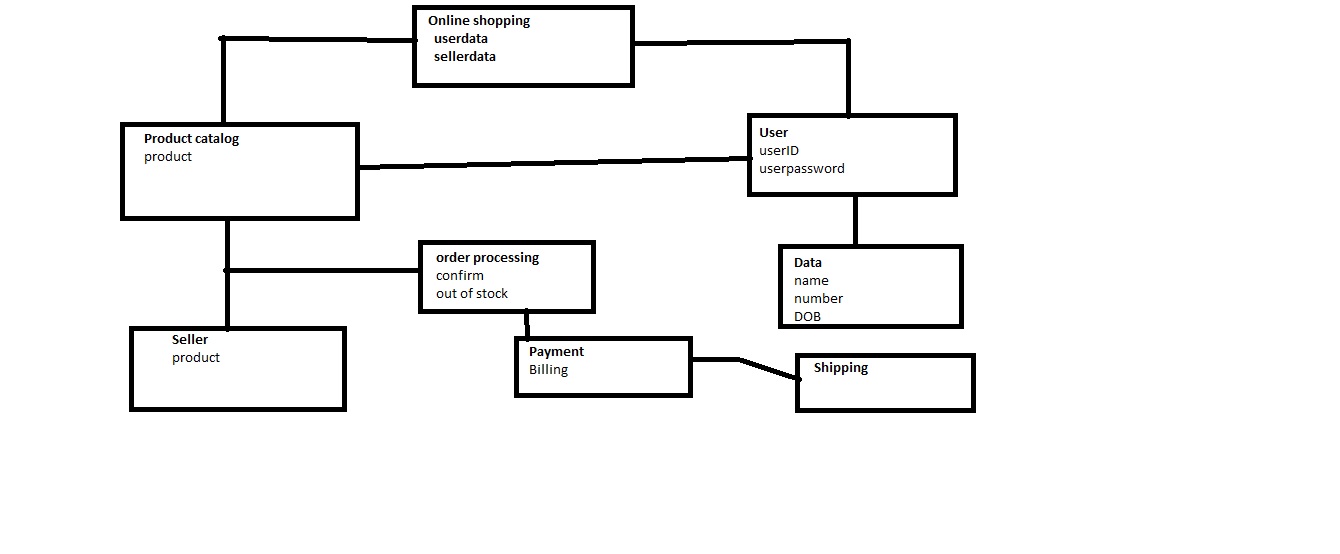 Online shopping
userdata
sellerdata
Product catalog
product
User
userID
userpassword
order processing
confirm
out of stock
Data
name
number
DOB
Seller
product
Payment
Billing
Shipping